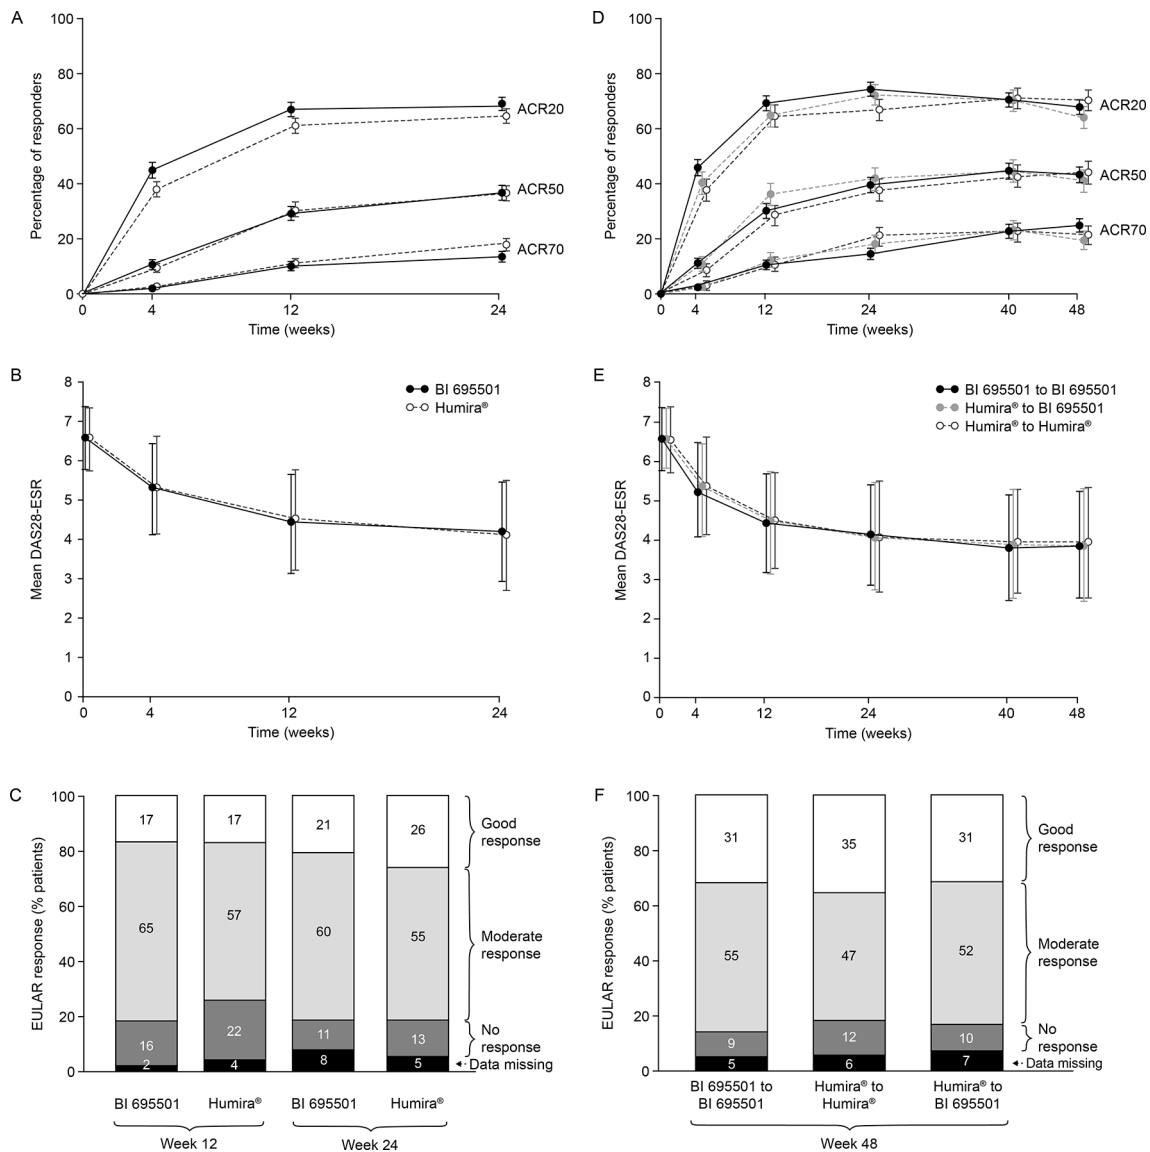 A
100
80
60
40
20
0
Percentage of responders
ACR20
ACR50
ACR70
0
4
12
24
Time (weeks)
D
100
80
60
40
20
0
Percentage of responders
ACR20
ACR50
ACR70
0
4
12
24
40
48
Time (weeks)
B
8
7
6
5
4
3
2
1
0
Mean DAS28-ESR
BI 695501
Humira®
0
4
12
24
Time (weeks)
E
8
7
6
5
4
3
2
1
0
Mean DAS28-ESR
BI 695501 to BI 695501
Humira® to BI 695501
Humira® to Humira®
0
4
12
24
40
48
Time (weeks)
C
100
80
60
40
20
0
EULAR response (% patients)
17
65
16
2
17
57
22
4
21
60
11
8
26
55
13
5
Good
response
Moderate
response
No
response
Data missing
BI 695501
Humira®
BI 695501
Humira®
Week 12
Week 24
F
100
80
60
40
20
0
EULAR response (% patients)
31
55
9
5
35
47
12
6
31
52
10
7
Good
response
Moderate
response
No
response
Data missing
BI 695501 to
BI 695501
Humira® to
Humira®
Humira® to
BI 695501
Week 48